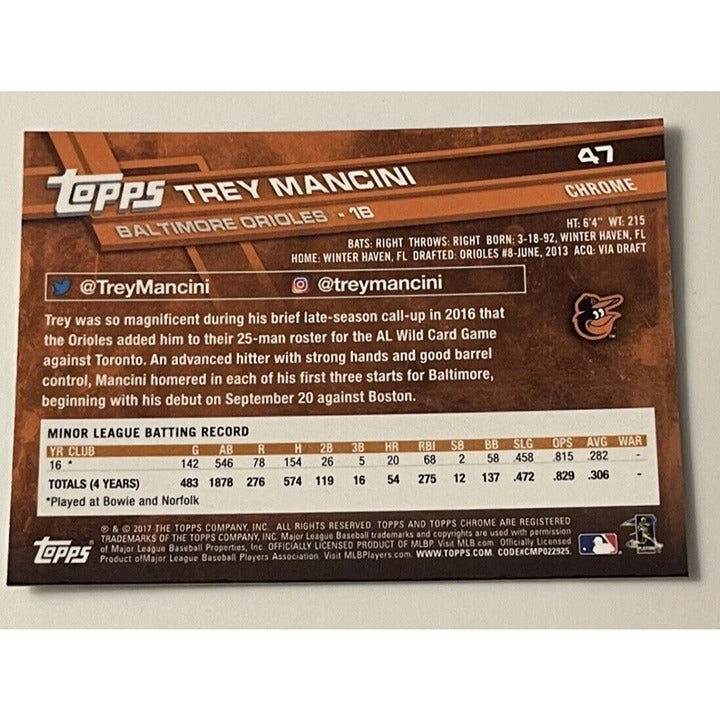 47
TOPPS TREY MANCINI
CHROME
BALTIMORE ORIOLES - 1B
HT: 6'4" WT: 215
BATS: RIGHT THROWS: RIGHT BORN: 3-18-92, WINTER HAVEN, FL
HOME: WINTER HAVEN, FL DRAFTED: ORIOLES #8-JUNE, 2013 ACQ: VIA DRAFT
@TreyMancini @treymancini
Trey was so magnificent during his brief late-season call-up in 2016 that
the Orioles added him to their 25-man roster for the AL Wild Card Game
against Toronto. An advanced hitter with strong hands and good barrel
control, Mancini homered in each of his first three starts for Baltimore,
beginning with his debut on September 20 against Boston.
MINOR LEAGUE BATTING RECORD
YR CLUB G AB R H 2B 3B HR RBI SB BB SLG OPS AVG WAR
16 * 142 546 78 154 26 5 20 68 2 58 .458 .815 .282 -
TOTALS (4 YEARS) 483 1878 276 574 119 16 54 275 12 137 .472 .829 .306 -
*Played at Bowie and Norfolk
® & © 2017 THE TOPPS COMPANY, INC. ALL RIGHTS RESERVED. TOPPS AND TOPPS CHROME ARE REGISTERED
TRADEMARKS OF THE TOPPS COMPANY, INC. Major League Baseball trademarks and copyrights are used with permission
of Major League Baseball Properties, Inc. OFFICIALLY LICENSED PRODUCT OF MLBP. Visit MLB.com Officially Licensed
Product of Major League Baseball Players Association. Visit MLBPlayers.com. WWW.TOPPS.COM. CODE#CMP022925.
TOPPS